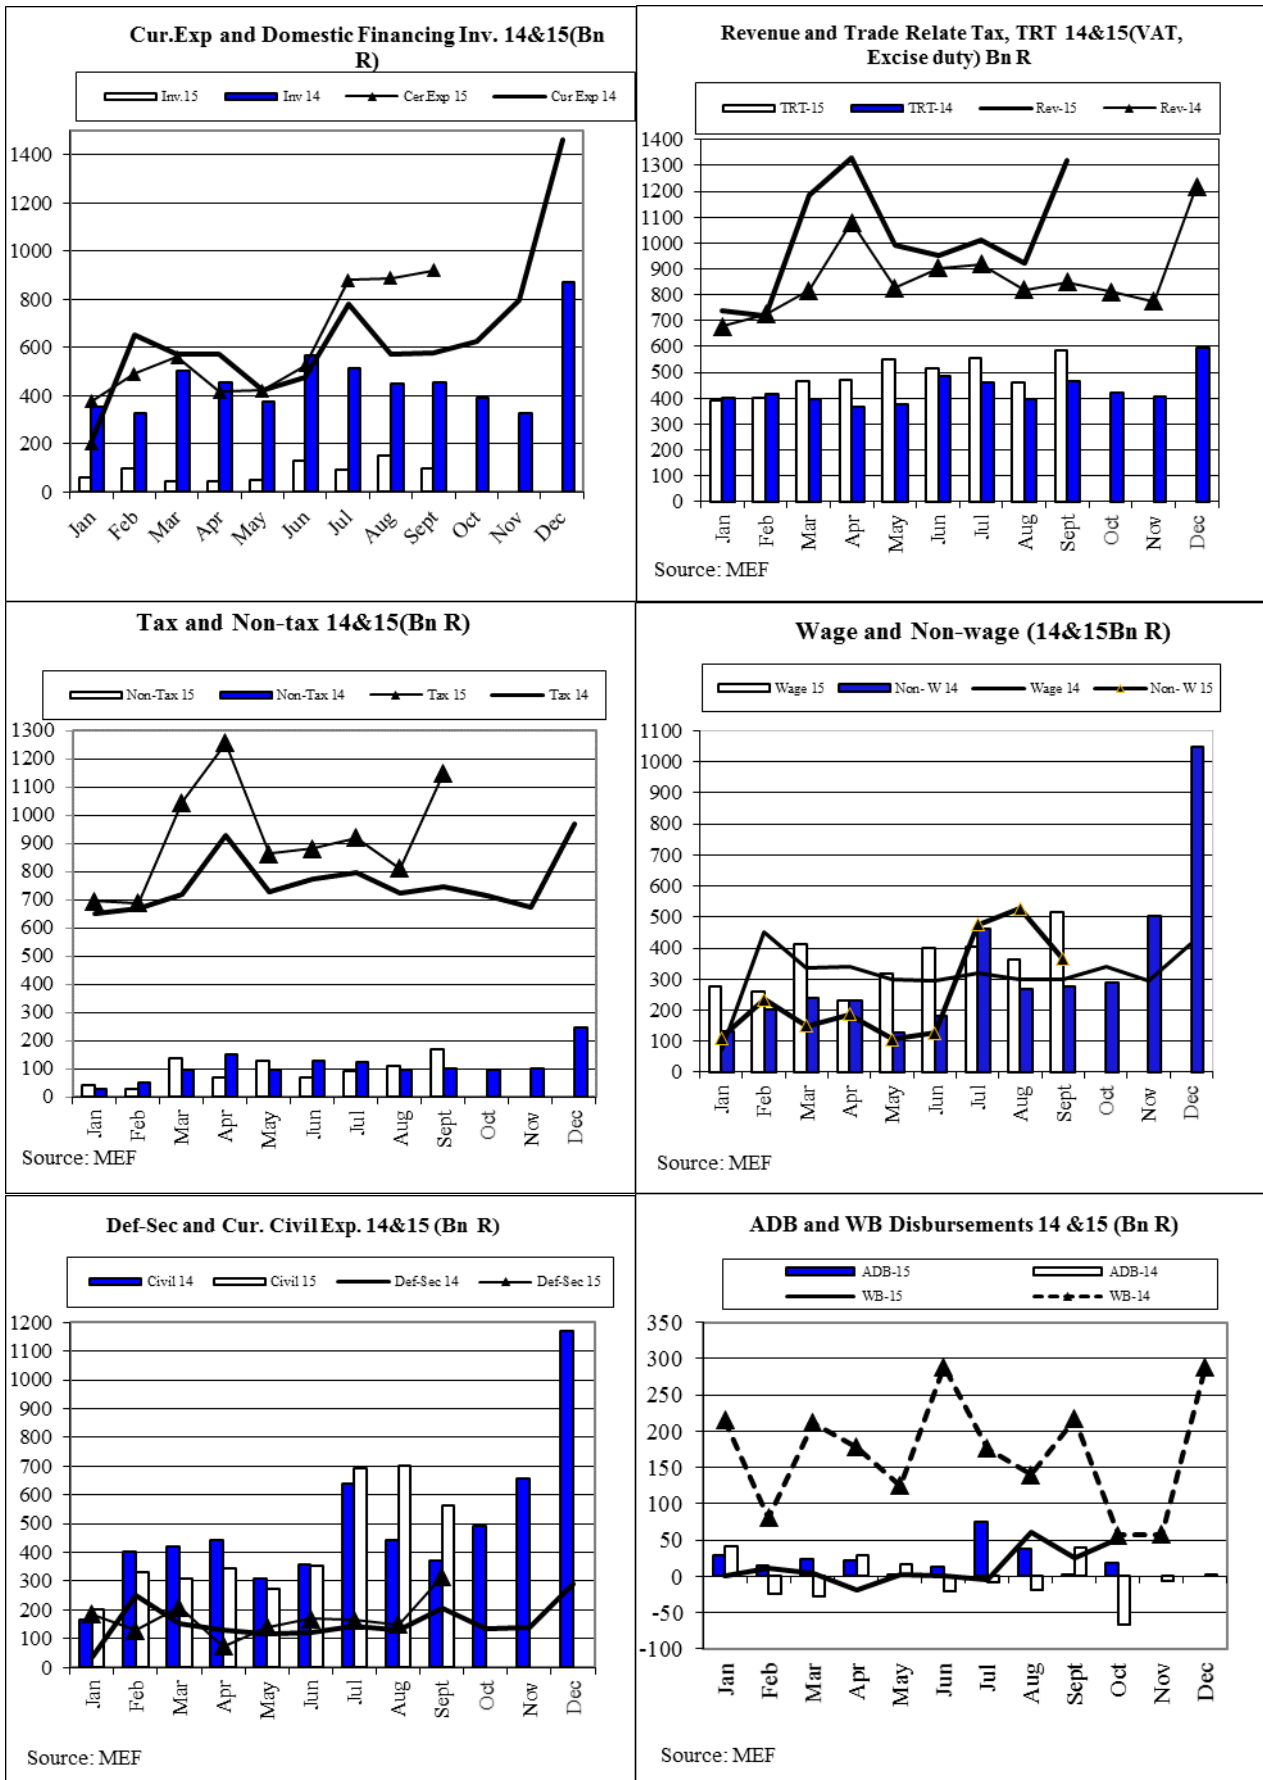 Cur.Exp and Domestic Financing Inv. 14&15(Bn
R)
Inv.15 Inv 14 Cer.Exp 15 Cur Exp 14
1400
1200
1000
800
600
400
200
0
Jan Feb Mar Apr May Jun Jul Aug Sept Oct Nov Dec
Revenue and Trade Relate Tax, TRT 14&15(VAT,
Excise duty) Bn R
TRT-15 TRT-14 Rev-15 Rev-14
1400
1300
1200
1100
1000
900
800
700
600
500
400
300
200
100
0
Jan Feb Mar Apr May Jun Jul Aug Sept Oct Nov Dec
Source: MEF
Tax and Non-tax 14&15(Bn R)
Non-Tax 15 Non-Tax 14 Tax 15 Tax 14
1300
1200
1100
1000
900
800
700
600
500
400
300
200
100
0
Jan Feb Mar Apr May Jun Jul Aug Sept Oct Nov Dec
Source: MEF
Wage and Non-wage (14&15Bn R)
Wage 15 Non- W 14 Wage 14 Non- W 15
1100
1000
900
800
700
600
500
400
300
200
100
0
Jan Feb Mar Apr May Jun Jul Aug Sept Oct Nov Dec
Source: MEF
Def-Sec and Cur. Civil Exp. 14&15 (Bn R)
Civil 14 Civil 15 Def-Sec 14 Def-Sec 15
1200
1100
1000
900
800
700
600
500
400
300
200
100
0
Jan Feb Mar Apr May Jun Jul Aug Sept Oct Nov Dec
Source: MEF
ADB and WB Disbursements 14 &15 (Bn R)
ADB-15 ADB-14
WB-15 WB-14
350
300
250
200
150
100
50
0
-50
-100
Jan Feb Mar Apr May Jun Jul Aug Sept Oct Nov Dec
Source: MEF